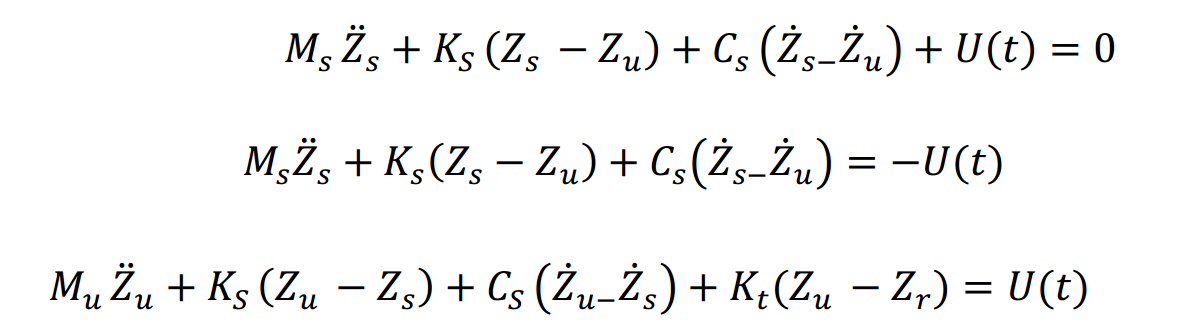 M_s Z̈_s + K_S (Z_s − Z_u) + C_s (Ż_{s−}Ż_u) + U(t) = 0
M_s Z̈_s + K_s(Z_s − Z_u) + C_s(Ż_{s−}Ż_u) = −U(t)
M_u Z̈_u + K_S (Z_u − Z_s) + C_S (Ż_{u−}Ż_s) + K_t(Z_u − Z_r) = U(t)